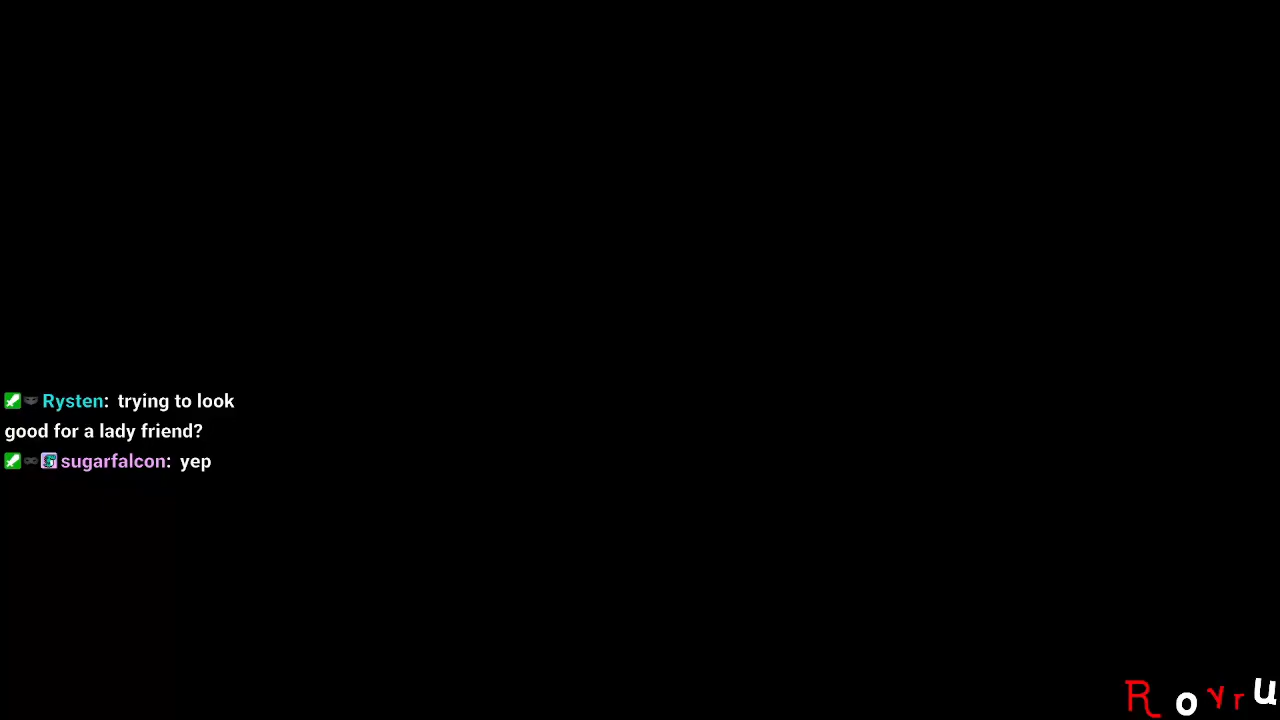 Rysten: trying to look
good for a lady friend?
sugarfalcon: yep
R o y r u